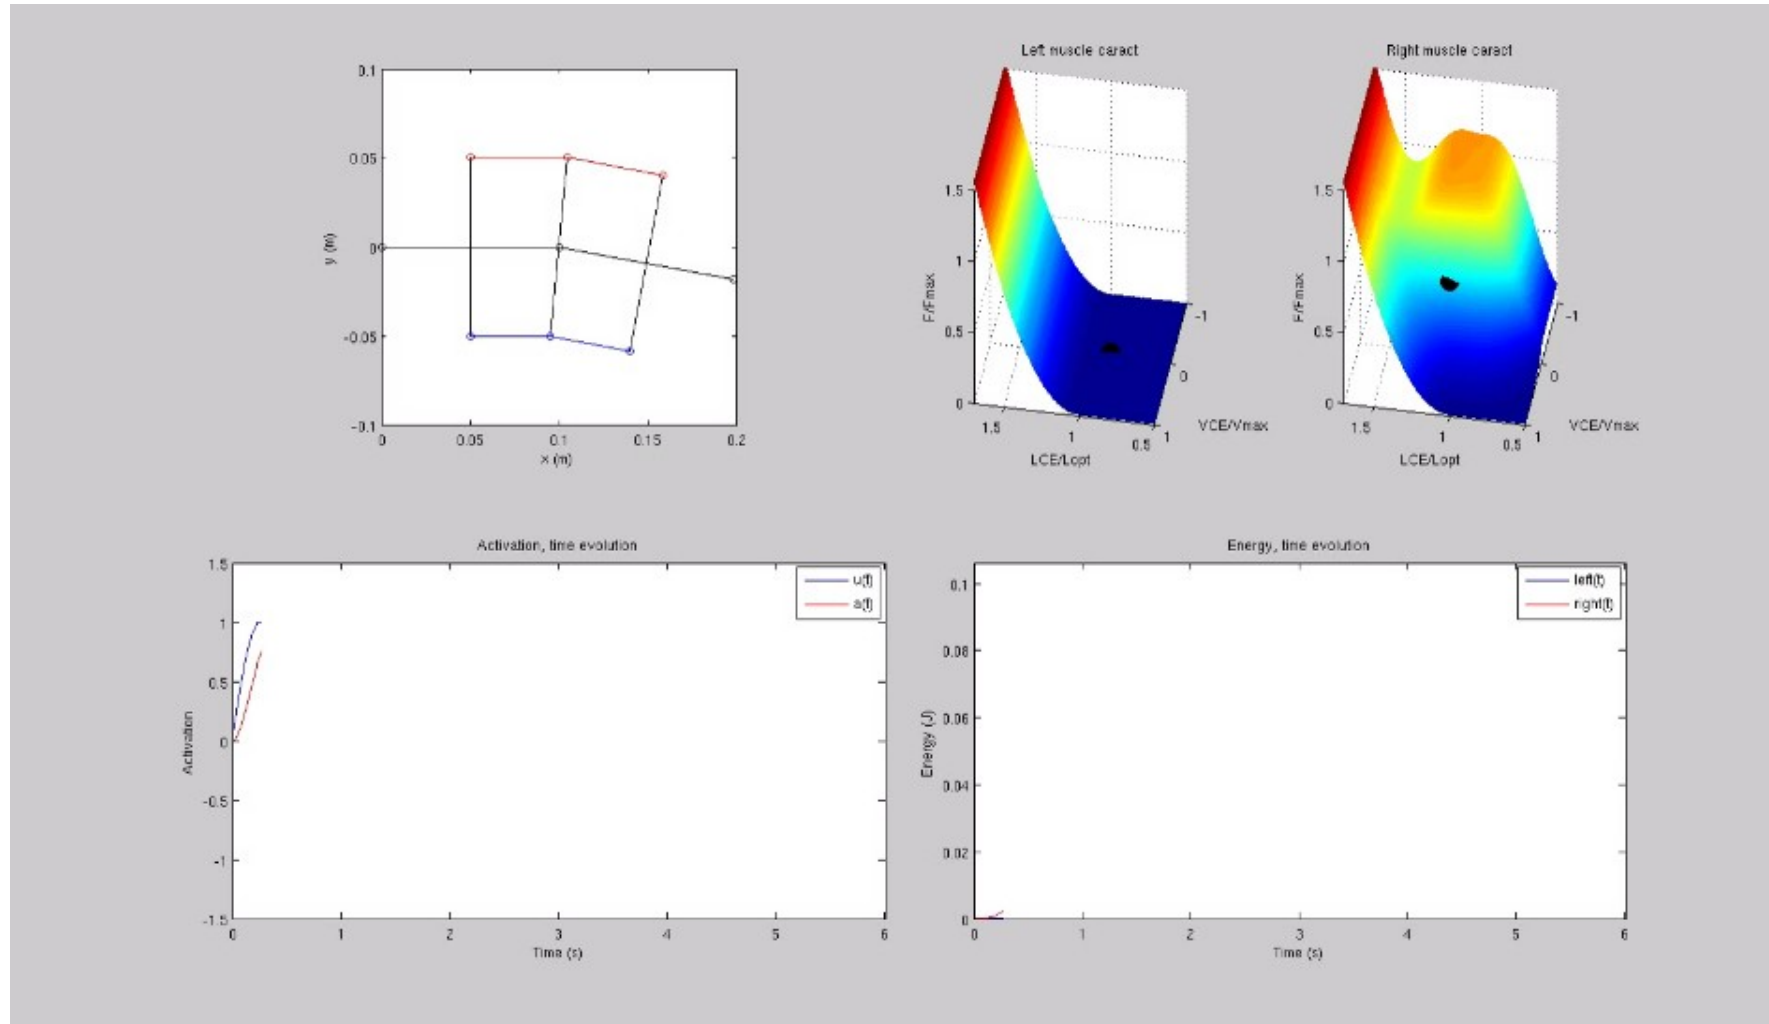 Left muscle caract
Right muscle caract
0.1
0.05
0
-0.05
-0.1
y (m)
0 0.05 0.1 0.15 0.2
x (m)
1.5
1
0.5
0
F/Fmax
1.5 1 0.5
LCE/Lopt
1 0 -1
VCE/Vmax
1.5
1
0.5
0
F/Fmax
1.5 1 0.5
LCE/Lopt
1 0 -1
VCE/Vmax
Activation, time evolution
1.5
1
0.5
0
-0.5
-1
-1.5
Activation
u(t)
a(t)
0 1 2 3 4 5 6
Time (s)
Energy, time evolution
0.1
0.08
0.06
0.04
0.02
0
Energy (J)
left(t)
right(t)
0 1 2 3 4 5 6
Time (s)